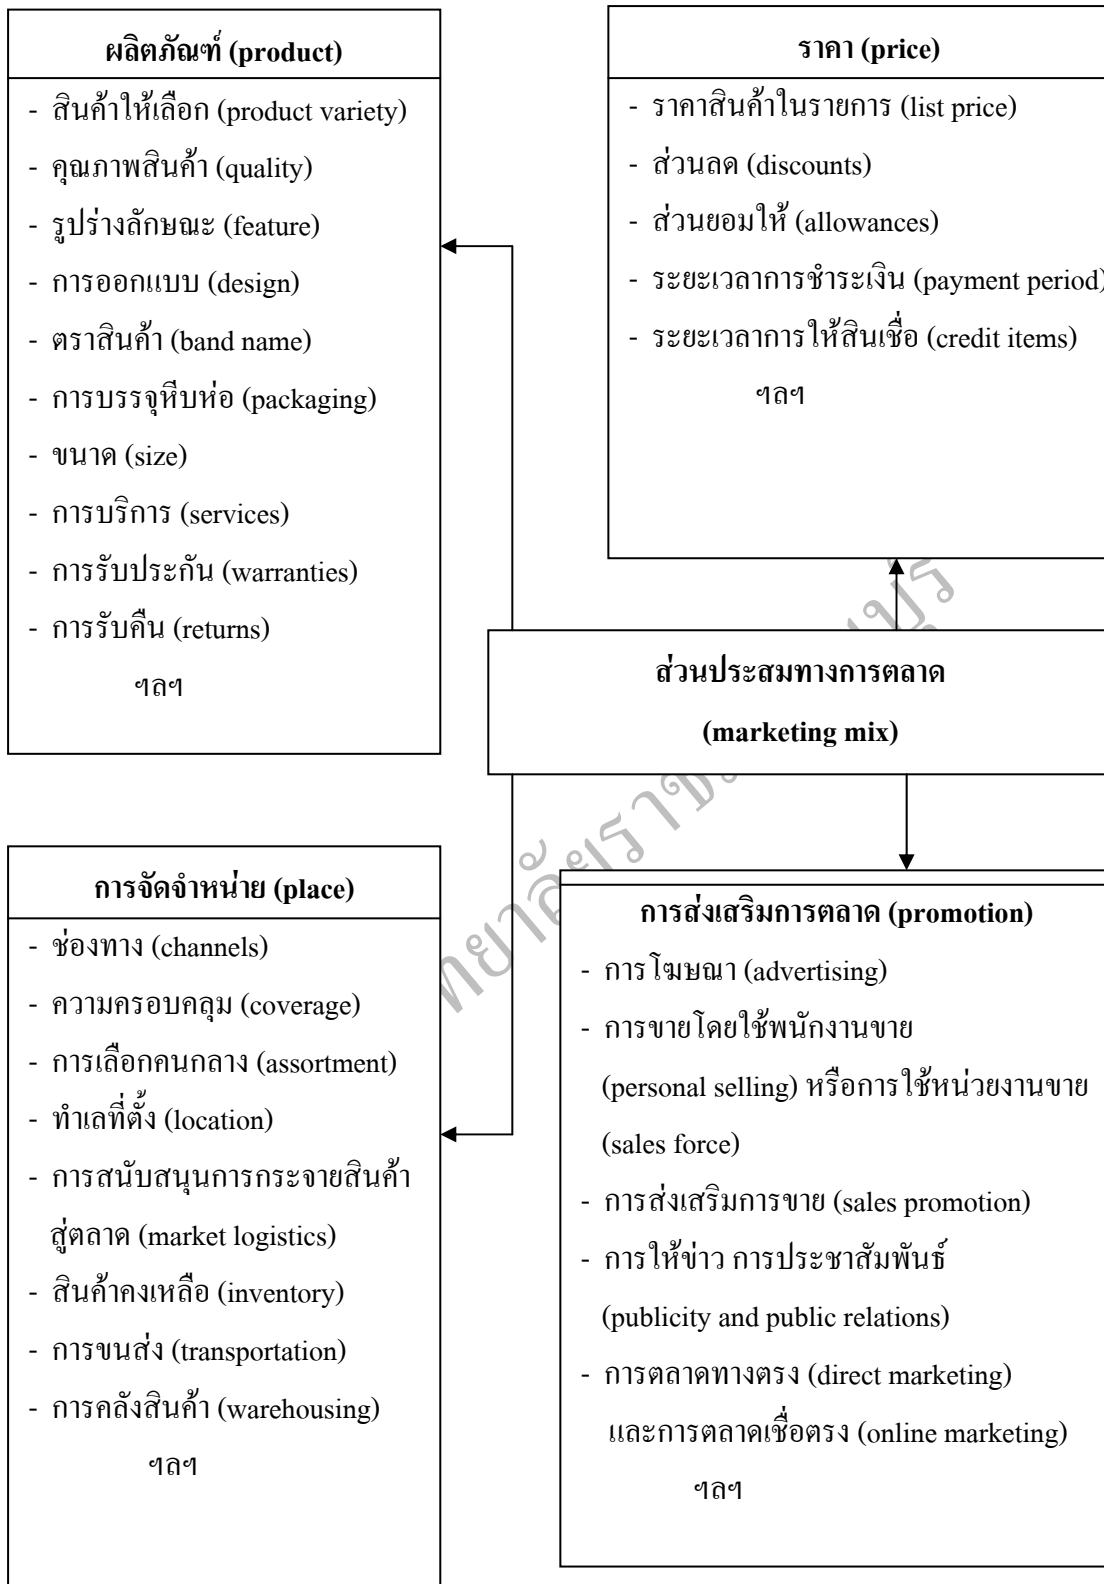 ผลิตภัณฑ์ (product)
- สินค้าให้เลือก (product variety)
- คุณภาพสินค้า (quality)
- รูปร่างลักษณะ (feature)
- การออกแบบ (design)
- ตราสินค้า (band name)
- การบรรจุหีบห่อ (packaging)
- ขนาด (size)
- การบริการ (services)
- การรับประกัน (warranties)
- การรับคืน (returns)
ฯลฯ
ราคา (price)
- ราคาสินค้าในรายการ (list price)
- ส่วนลด (discounts)
- ส่วนยอมให้ (allowances)
- ระยะเวลาการชำระเงิน (payment period)
- ระยะเวลาการให้สินเชื่อ (credit items)
ฯลฯ
ส่วนประสมทางการตลาด
(marketing mix)
การจัดจำหน่าย (place)
- ช่องทาง (channels)
- ความครอบคลุม (coverage)
- การเลือกคนกลาง (assortment)
- ทำเลที่ตั้ง (location)
- การสนับสนุนการกระจายสินค้า
สู่ตลาด (market logistics)
- สินค้าคงเหลือ (inventory)
- การขนส่ง (transportation)
- การคลังสินค้า (warehousing)
ฯลฯ
การส่งเสริมการตลาด (promotion)
- การโฆษณา (advertising)
- การขายโดยใช้พนักงานขาย
(personal selling) หรือการใช้หน่วยงานขาย
(sales force)
- การส่งเสริมการขาย (sales promotion)
- การให้ข่าว การประชาสัมพันธ์
(publicity and public relations)
- การตลาดทางตรง (direct marketing)
และการตลาดเชื่อตรง (online marketing)
ฯลฯ